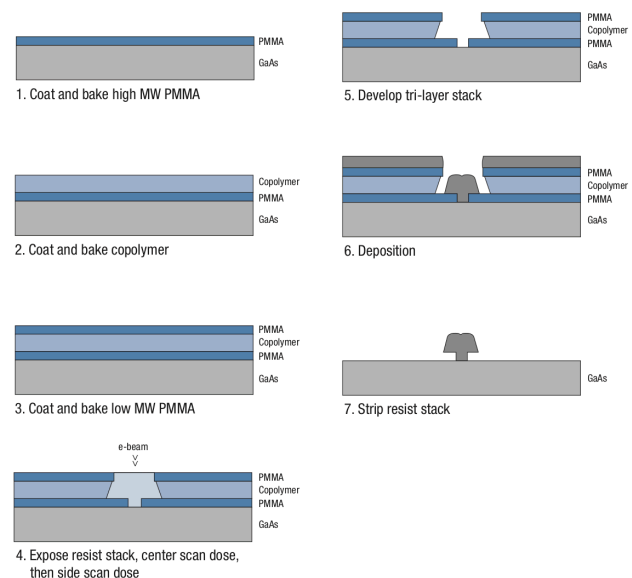 PMMA
GaAs
1. Coat and bake high MW PMMA
Copolymer
PMMA
GaAs
2. Coat and bake copolymer
PMMA
Copolymer
PMMA
GaAs
3. Coat and bake low MW PMMA
e-beam
PMMA
Copolymer
PMMA
GaAs
4. Expose resist stack, center scan dose,
then side scan dose
PMMA
Copolymer
PMMA
GaAs
5. Develop tri-layer stack
PMMA
Copolymer
PMMA
GaAs
6. Deposition
GaAs
7. Strip resist stack